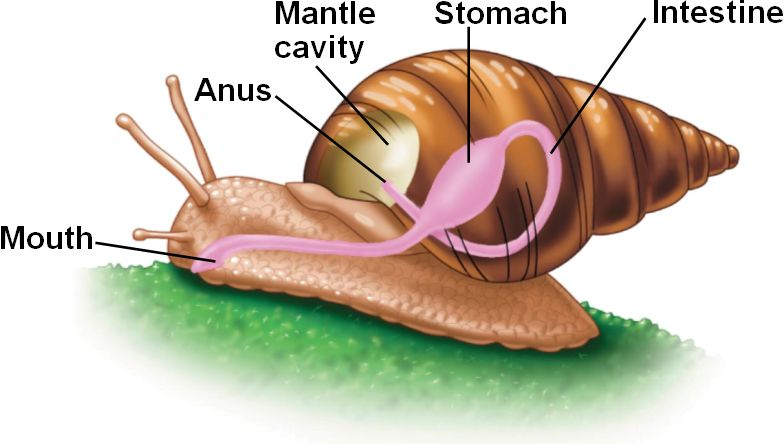 Mantle
cavity
Stomach
Intestine
Anus
Mouth